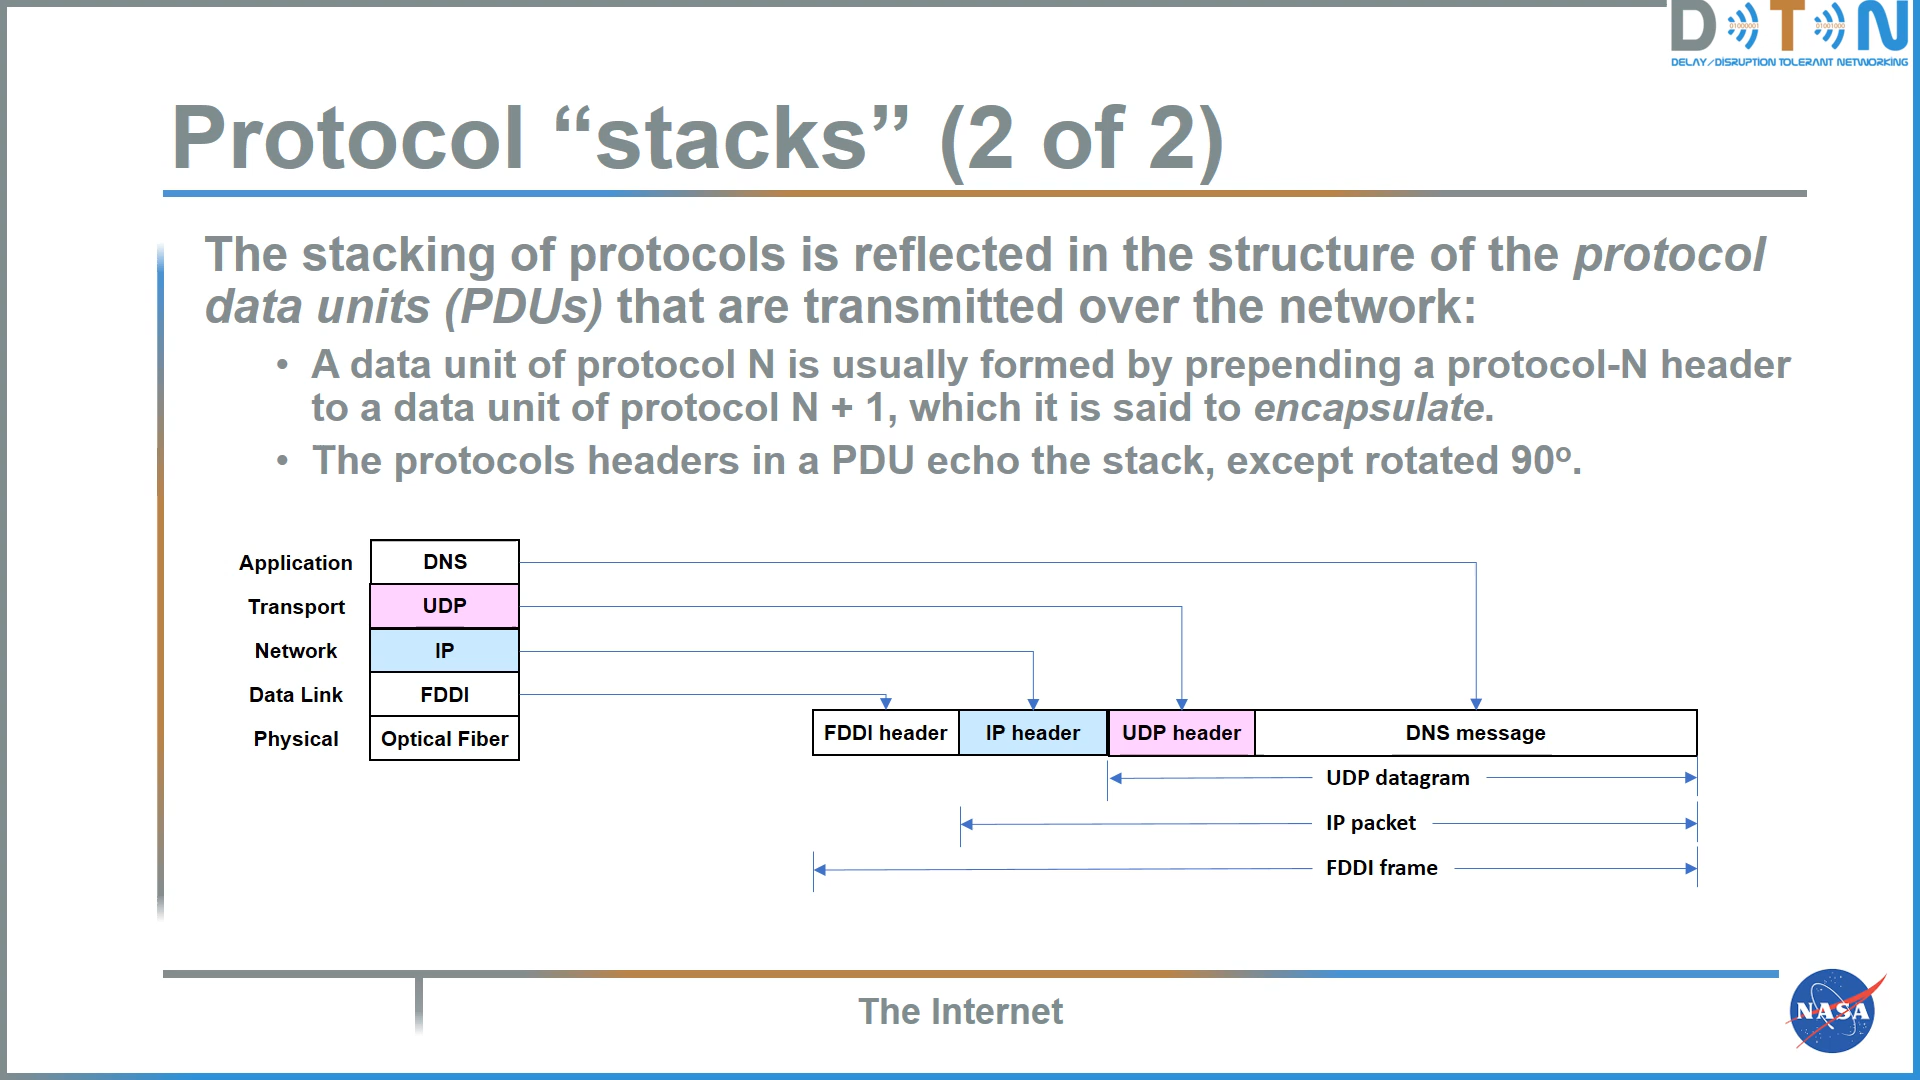 D T N
01000001
01001000
DELAY/DISRUPTION TOLERANT NETWORKING
Protocol “stacks” (2 of 2)
The stacking of protocols is reflected in the structure of the protocol
data units (PDUs) that are transmitted over the network:
• A data unit of protocol N is usually formed by prepending a protocol-N header
to a data unit of protocol N + 1, which it is said to encapsulate.
• The protocols headers in a PDU echo the stack, except rotated 90º.
Application DNS
Transport UDP
Network IP
Data Link FDDI
Physical Optical Fiber
FDDI header IP header UDP header DNS message
UDP datagram
IP packet
FDDI frame
The Internet
NASA